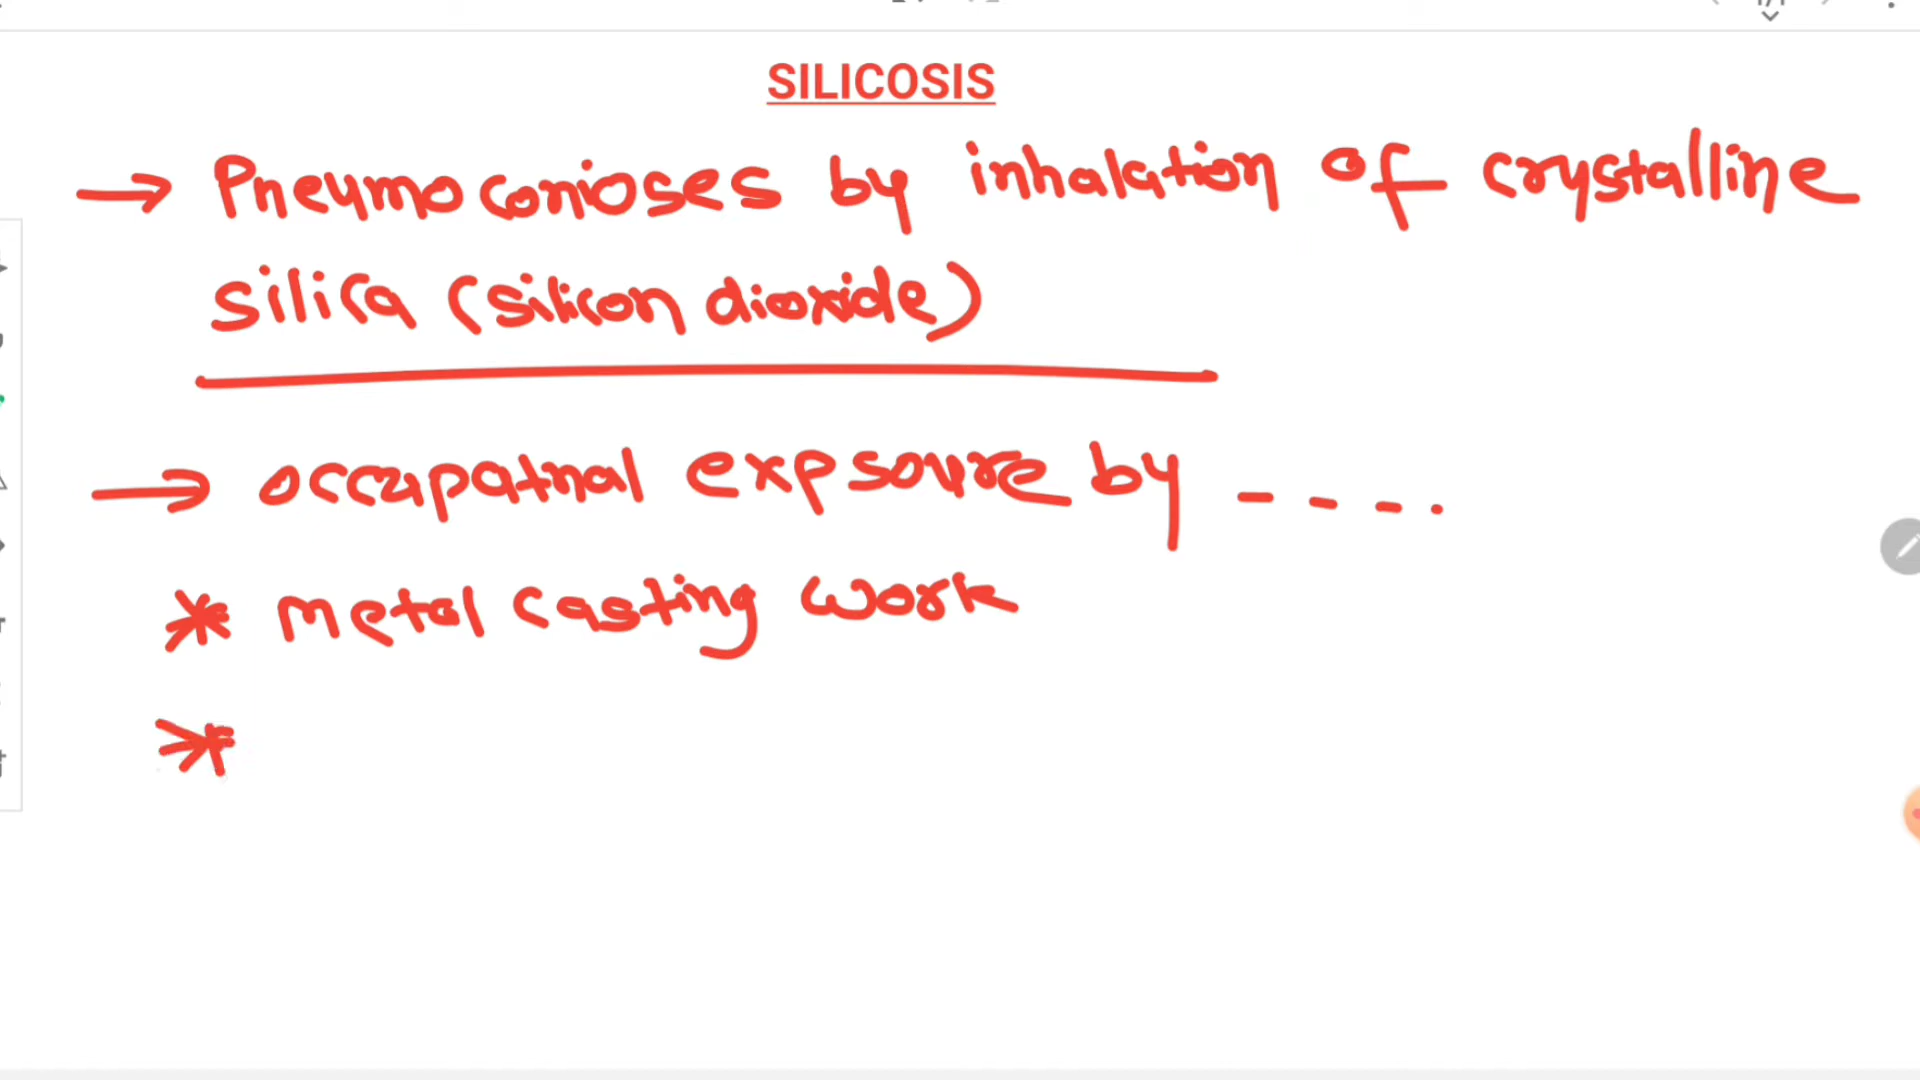 SILICOSIS
→ Pneumoconioses by inhalation of crystalline
silica (silicon dioxide)
→ occupatnal expsoure by - - - .
* Metal casting work
*